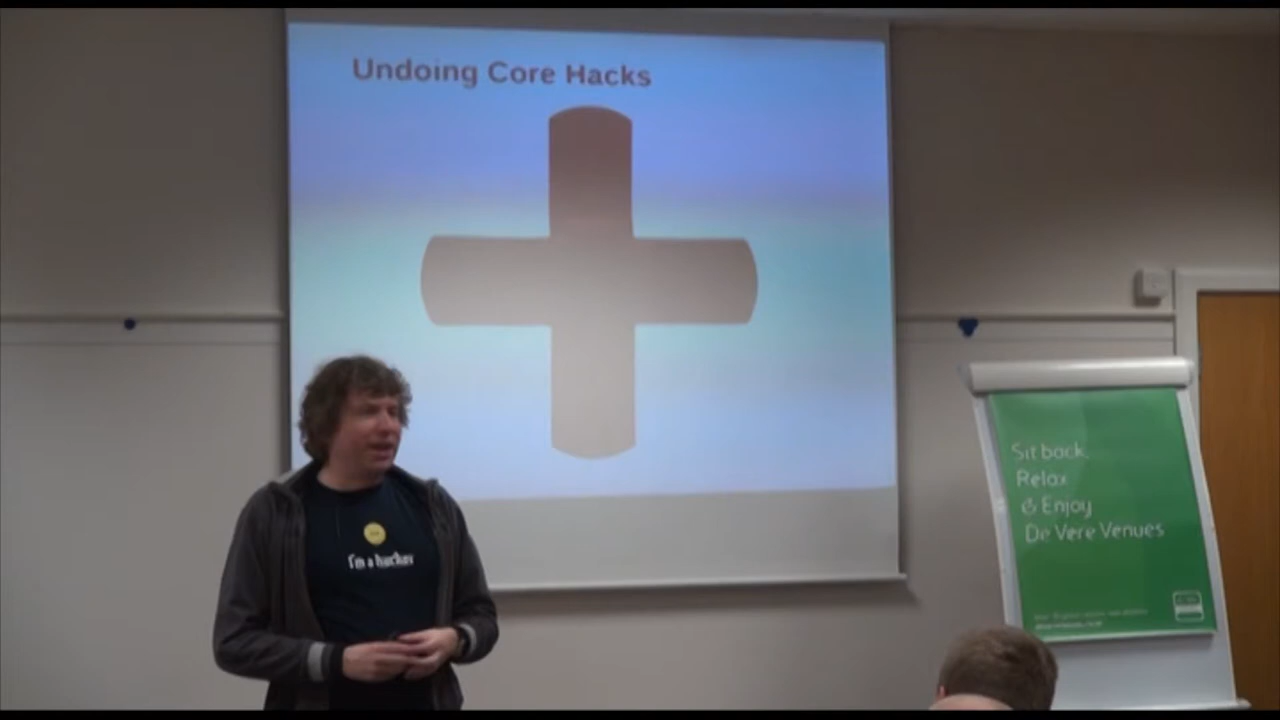 Undoing Core Hacks
i'm a hacker
Sit back,
Relax
& Enjoy
De Vere Venues